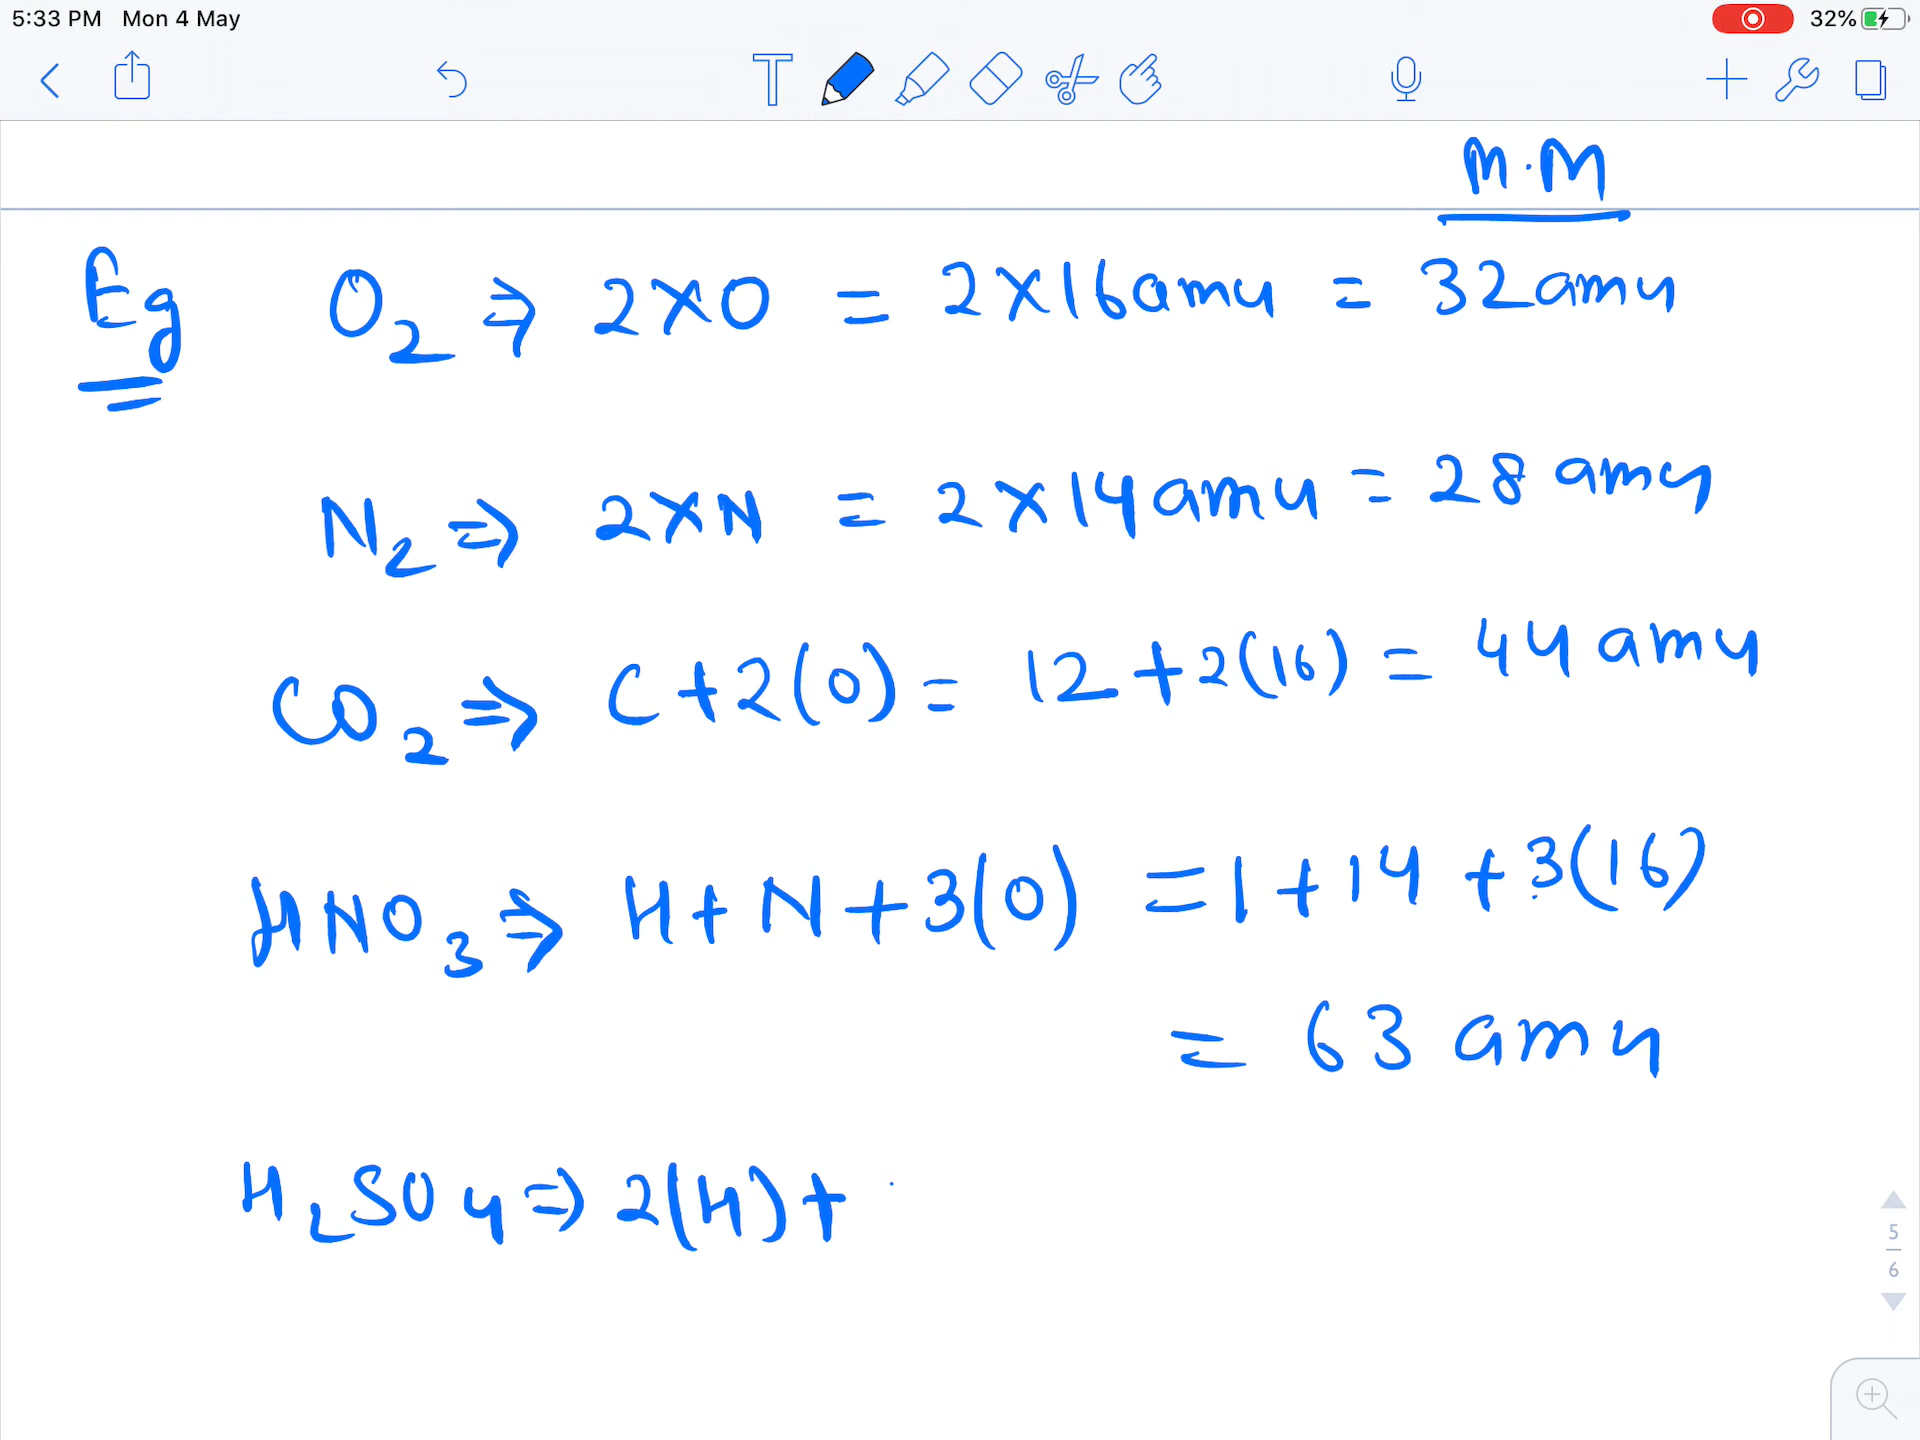 5:33 PM Mon 4 May 32%
T
M.M
Eg O₂ ⇒ 2×O = 2×16amu = 32amu
N₂ ⇒ 2×N = 2×14amu = 28 amu
CO₂ ⇒ C+2(O) = 12+2(16) = 44 amu
HNO₃ ⇒ H+N+3(O) =1+14+3(16)
= 63 amu
H₂SO₄ ⇒ 2(H)+
5
6